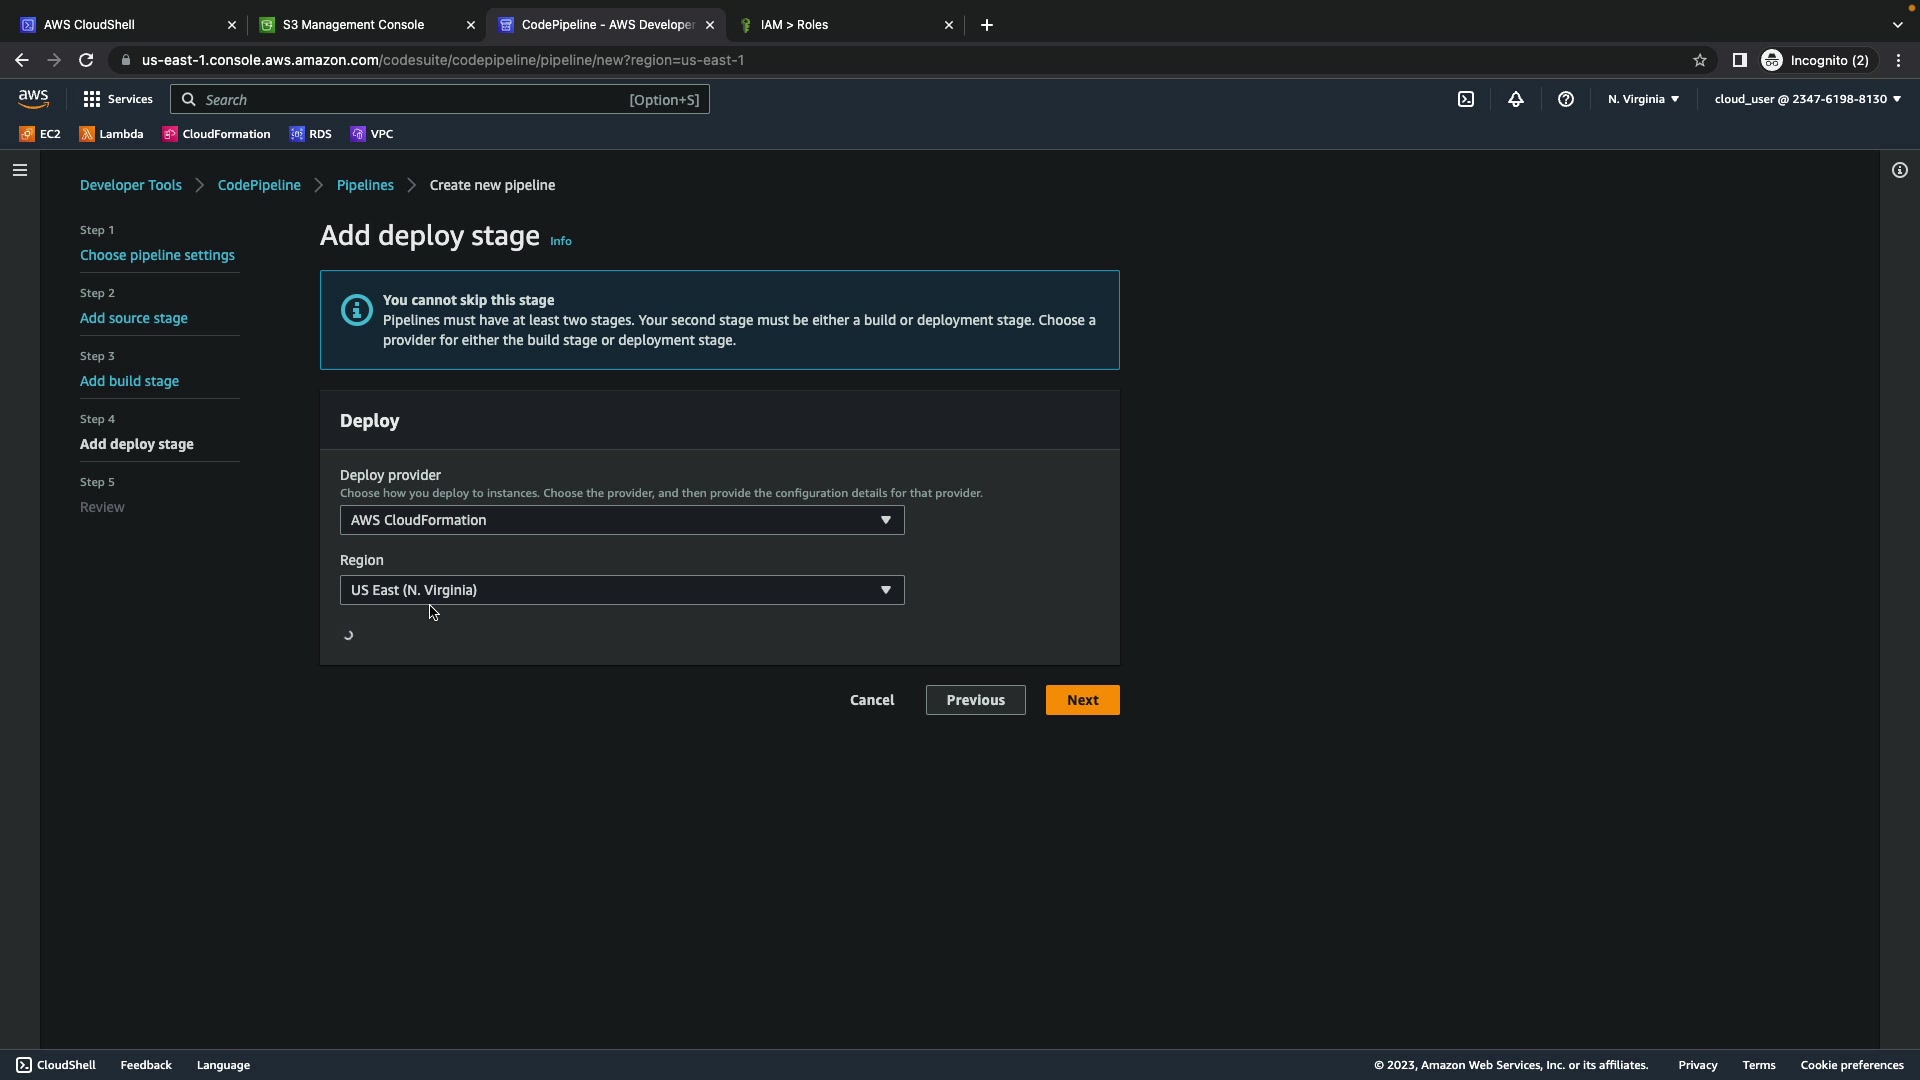 AWS CloudShell
S3 Management Console
CodePipeline - AWS Developer
IAM > Roles
us-east-1.console.aws.amazon.com/codesuite/codepipeline/pipeline/new?region=us-east-1
Incognito (2)
aws
Services
Search
[Option+S]
N. Virginia
cloud_user @ 2347-6198-8130
EC2
Lambda
CloudFormation
RDS
VPC
Developer Tools
CodePipeline
Pipelines
Create new pipeline
Step 1
Choose pipeline settings
Step 2
Add source stage
Step 3
Add build stage
Step 4
Add deploy stage
Step 5
Review
Add deploy stage Info
You cannot skip this stage
Pipelines must have at least two stages. Your second stage must be either a build or deployment stage. Choose a
provider for either the build stage or deployment stage.
Deploy
Deploy provider
Choose how you deploy to instances. Choose the provider, and then provide the configuration details for that provider.
AWS CloudFormation
Region
US East (N. Virginia)
Cancel
Previous
Next
CloudShell
Feedback
Language
© 2023, Amazon Web Services, Inc. or its affiliates.
Privacy
Terms
Cookie preferences